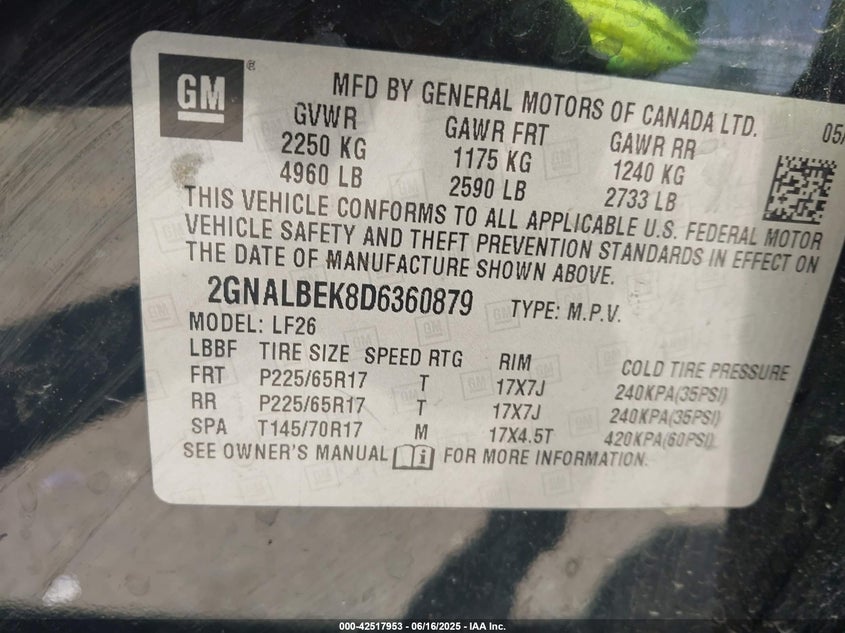 GM
®
MFD BY GENERAL MOTORS OF CANADA LTD.
05/
GVWR GAWR FRT GAWR RR
2250 KG 1175 KG 1240 KG
4960 LB 2590 LB 2733 LB
THIS VEHICLE CONFORMS TO ALL APPLICABLE U.S. FEDERAL MOTOR
VEHICLE SAFETY AND THEFT PREVENTION STANDARDS IN EFFECT ON
THE DATE OF MANUFACTURE SHOWN ABOVE.
2GNALBEK8D6360879 TYPE: M.P.V.
MODEL: LF26
LBBF TIRE SIZE SPEED RTG RIM COLD TIRE PRESSURE
FRT P225/65R17 T 17X7J 240KPA(35PSI)
RR P225/65R17 T 17X7J 240KPA(35PSI)
SPA T145/70R17 M 17X4.5T 420KPA(60PSI)
SEE OWNER'S MANUAL i FOR MORE INFORMATION.
000-42517953 - 06/16/2025 - IAA Inc.